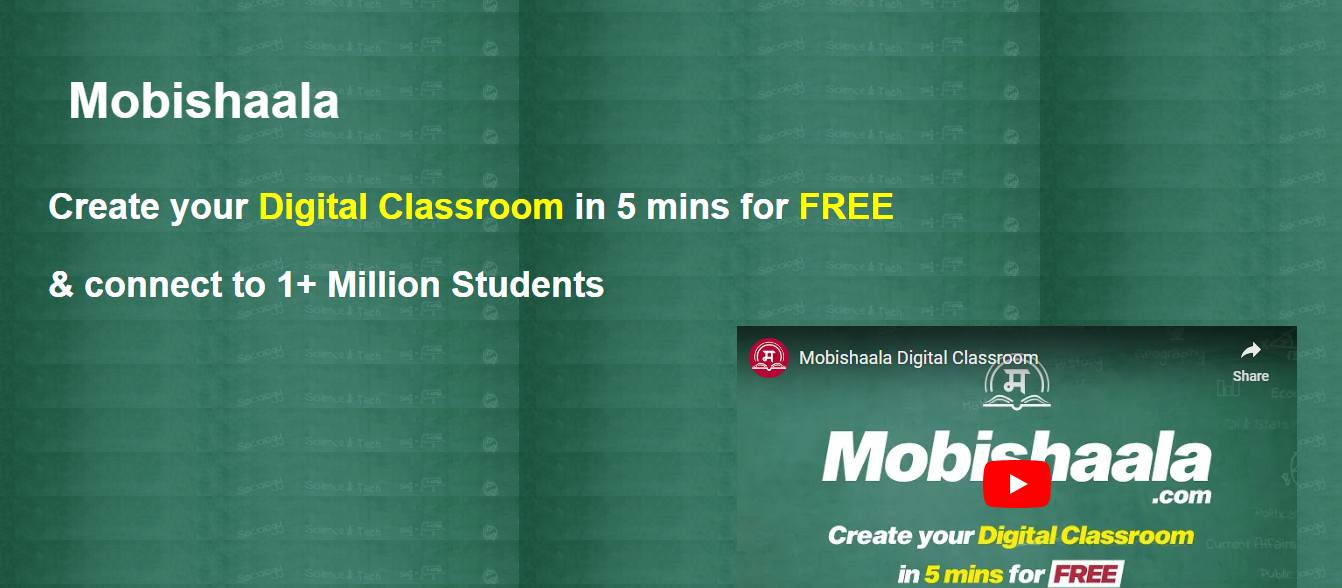 Mobishaala
Create your Digital Classroom in 5 mins for FREE
& connect to 1+ Million Students
Mobishaala Digital Classroom
Share
म
Mobishaala
.com
Create your Digital Classroom
in 5 mins for FREE